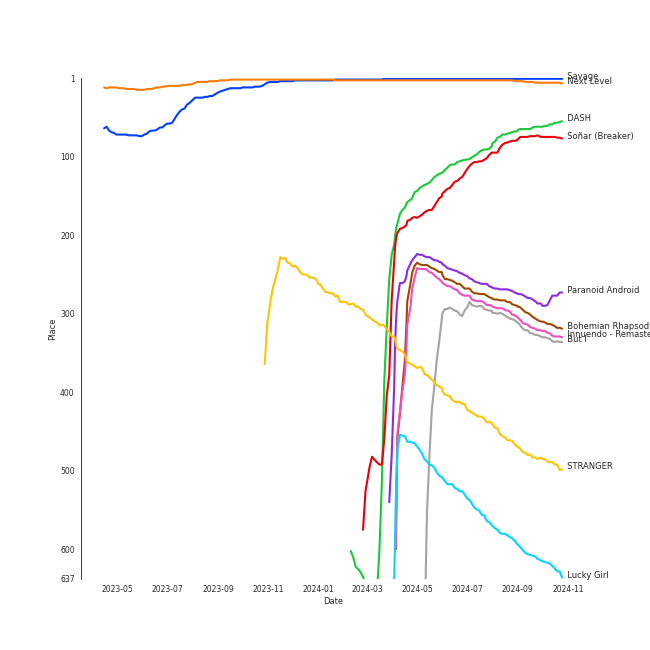 1
100
200
300
400
500
600
637
Place
2023-05
2023-07
2023-09
2023-11
2024-01
2024-03
2024-05
2024-07
2024-09
2024-11
Date
Savage
Next Level
DASH
Soñar (Breaker)
Paranoid Android
Bohemian Rhapsody
Innuendo - Remaste
But I
STRANGER
Lucky Girl